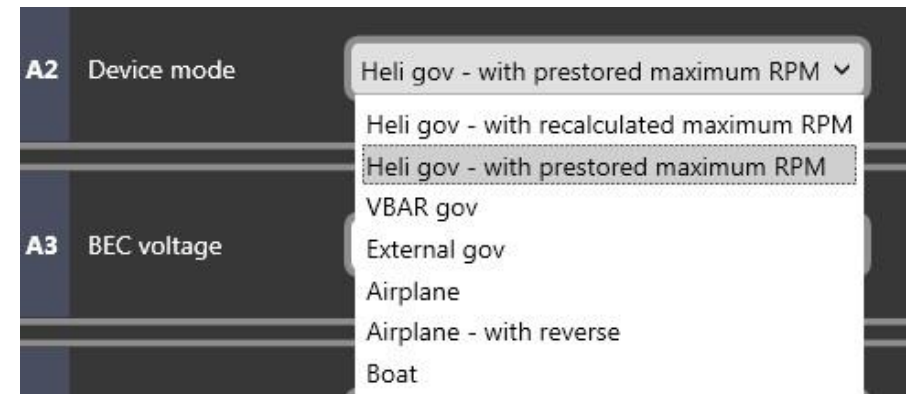 A2 Device mode Heli gov - with prestored maximum RPM
Heli gov - with recalculated maximum RPM
Heli gov - with prestored maximum RPM
VBAR gov
A3 BEC voltage
External gov
Airplane
Airplane - with reverse
Boat